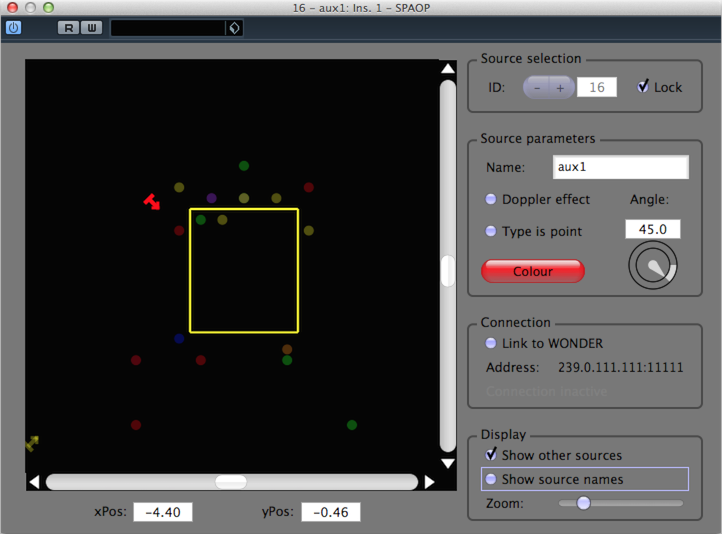 16 - aux1: Ins. 1 - SPAOP
R W
Source selection
ID: - + 16 Lock
Source parameters
Name: aux1
Doppler effect Angle:
Type is point 45.0
Colour
Connection
Link to WONDER
Address: 239.0.111.111:11111
Connection inactive
Display
Show other sources
Show source names
Zoom:
xPos: -4.40 yPos: -0.46